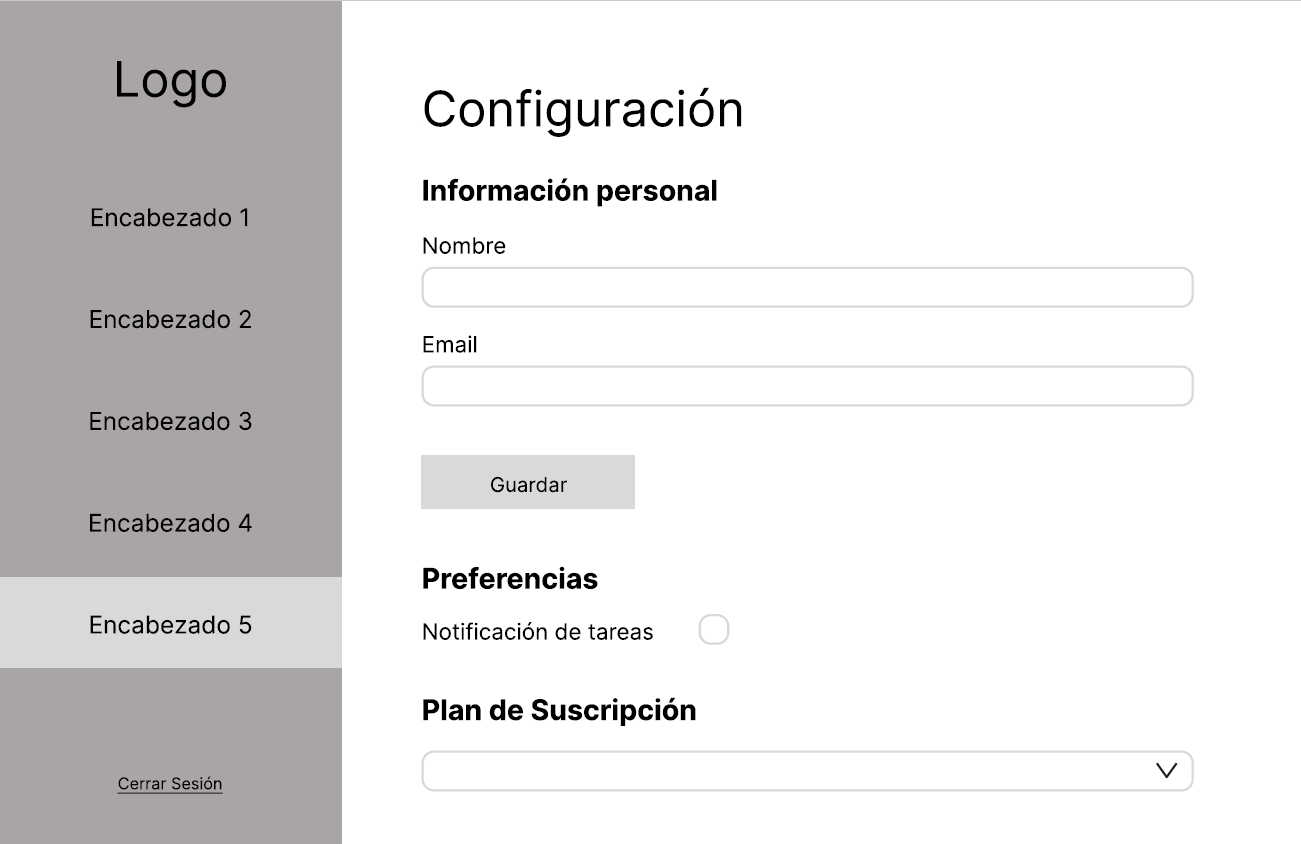 Logo
Encabezado 1
Encabezado 2
Encabezado 3
Encabezado 4
Encabezado 5
Cerrar Sesión
Configuración
Información personal
Nombre
Email
Guardar
Preferencias
Notificación de tareas
Plan de Suscripción